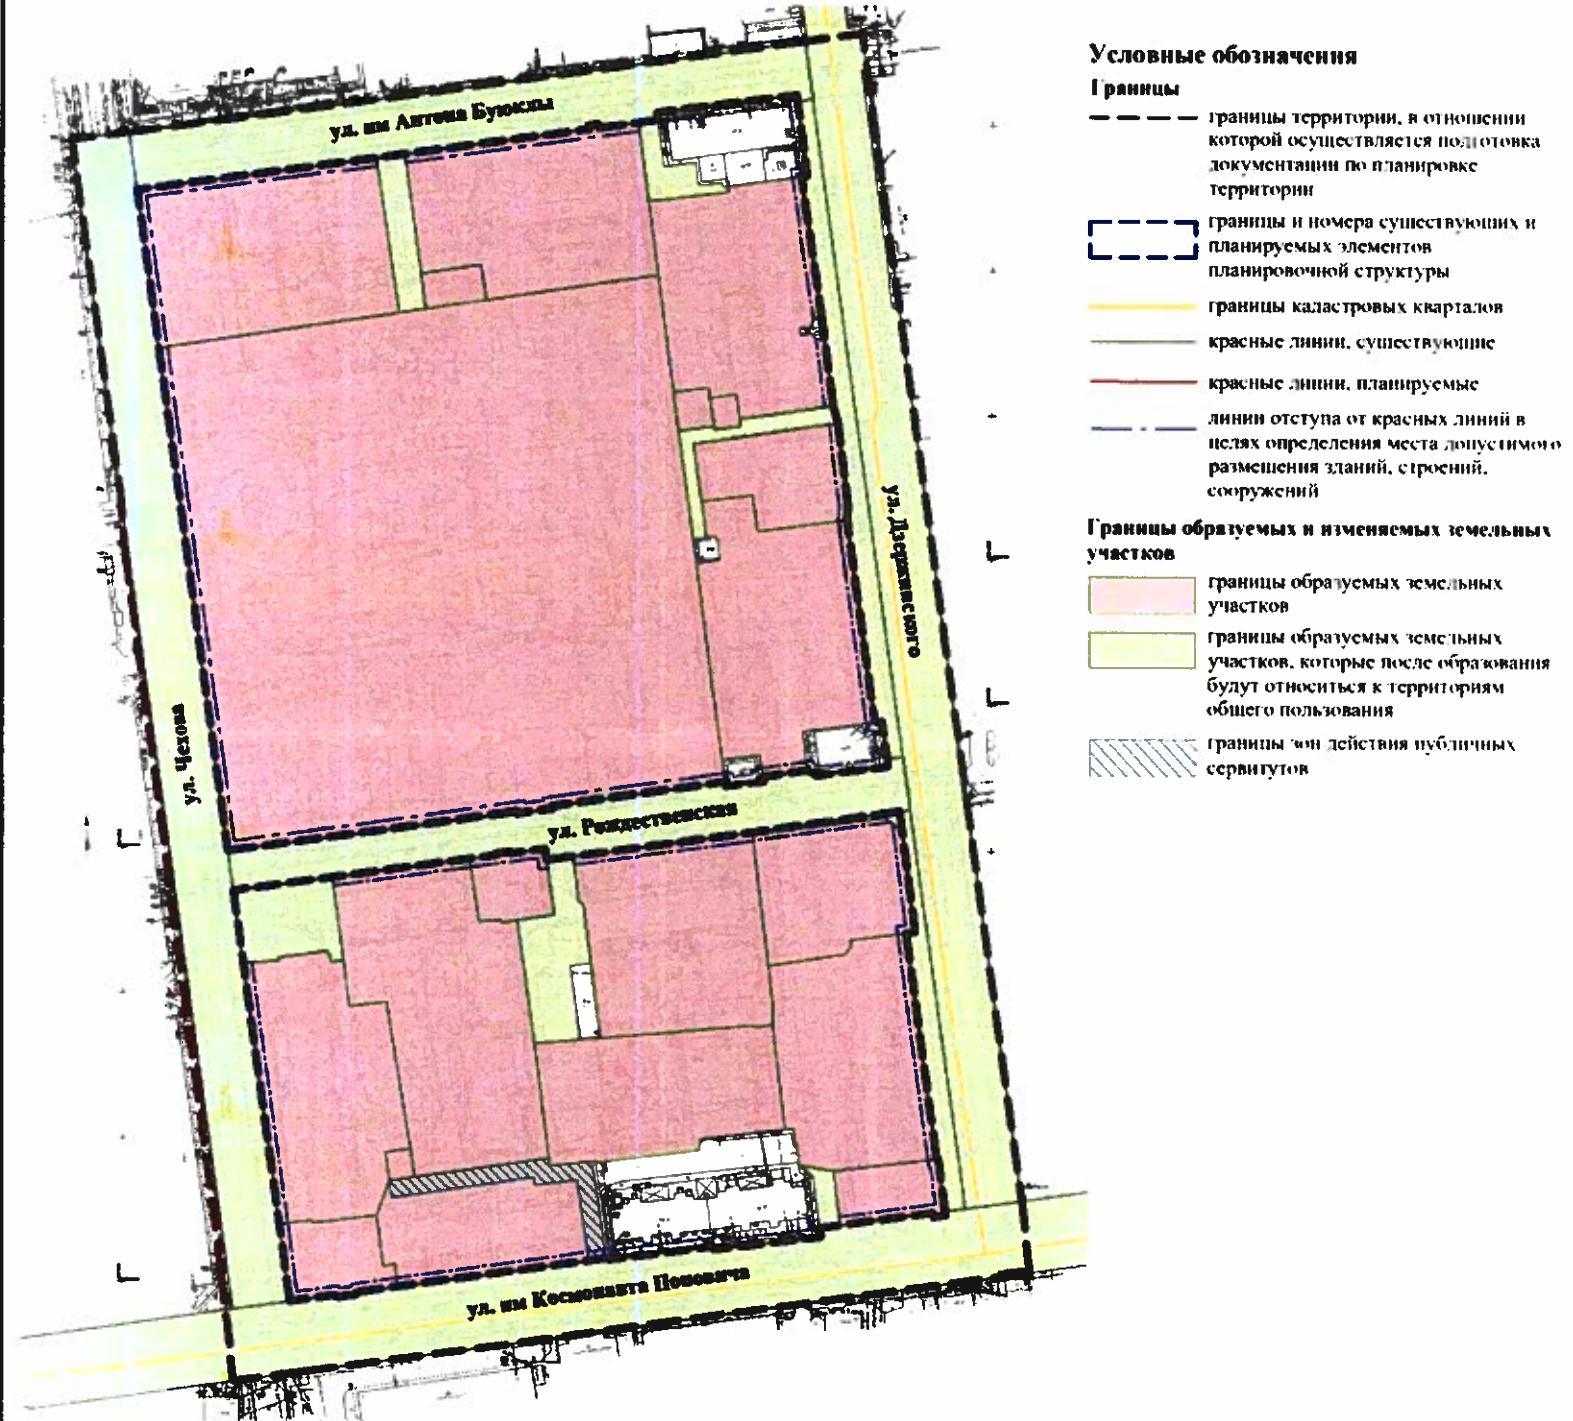 ул. им Антона Буюклы
ул. Дзержинского
ул. Чехова
ул. Рождественская
ул. им Космонавта Поповича
Условные обозначения
Границы
границы территории, в отношении
которой осуществляется подготовка
документации по планировке
территории
границы и номера существующих и
планируемых элементов
планировочной структуры
границы кадастровых кварталов
красные линии, существующие
красные линии, планируемые
линии отступа от красных линий в
целях определения места допустимого
размещения зданий, строений,
сооружений
Границы образуемых и изменяемых земельных
участков
границы образуемых земельных
участков
границы образуемых земельных
участков, которые после образования
будут относиться к территориям
общего пользования
границы зон действия публичных
сервитутов